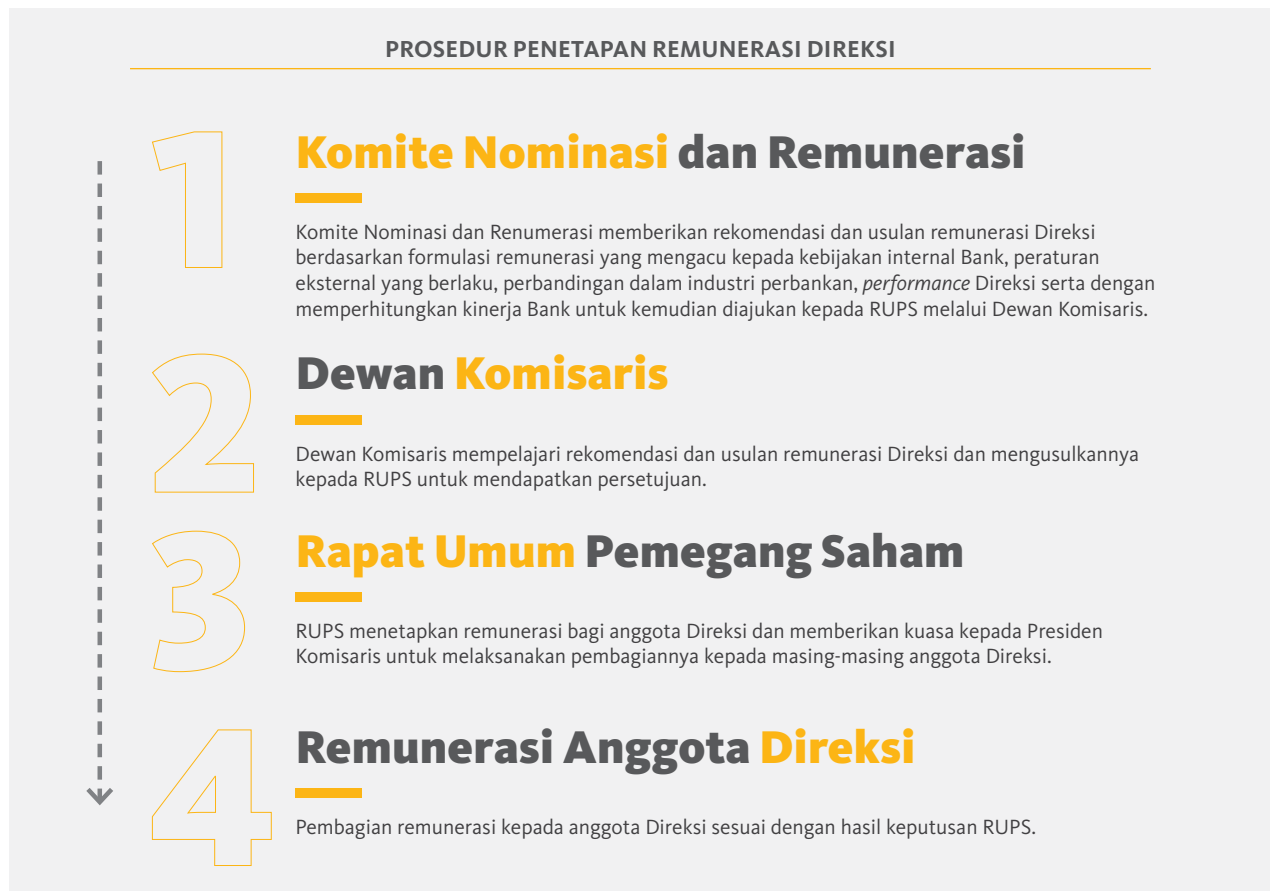 PROSEDUR PENETAPAN REMUNERASI DIREKSI
1
Komite Nominasi dan Remunerasi
Komite Nominasi dan Renumerasi memberikan rekomendasi dan usulan remunerasi Direksi
berdasarkan formulasi remunerasi yang mengacu kepada kebijakan internal Bank, peraturan
eksternal yang berlaku, perbandingan dalam industri perbankan, performance Direksi serta dengan
memperhitungkan kinerja Bank untuk kemudian diajukan kepada RUPS melalui Dewan Komisaris.
2
Dewan Komisaris
Dewan Komisaris mempelajari rekomendasi dan usulan remunerasi Direksi dan mengusulkannya
kepada RUPS untuk mendapatkan persetujuan.
3
Rapat Umum Pemegang Saham
RUPS menetapkan remunerasi bagi anggota Direksi dan memberikan kuasa kepada Presiden
Komisaris untuk melaksanakan pembagiannya kepada masing-masing anggota Direksi.
4
Remunerasi Anggota Direksi
Pembagian remunerasi kepada anggota Direksi sesuai dengan hasil keputusan RUPS.